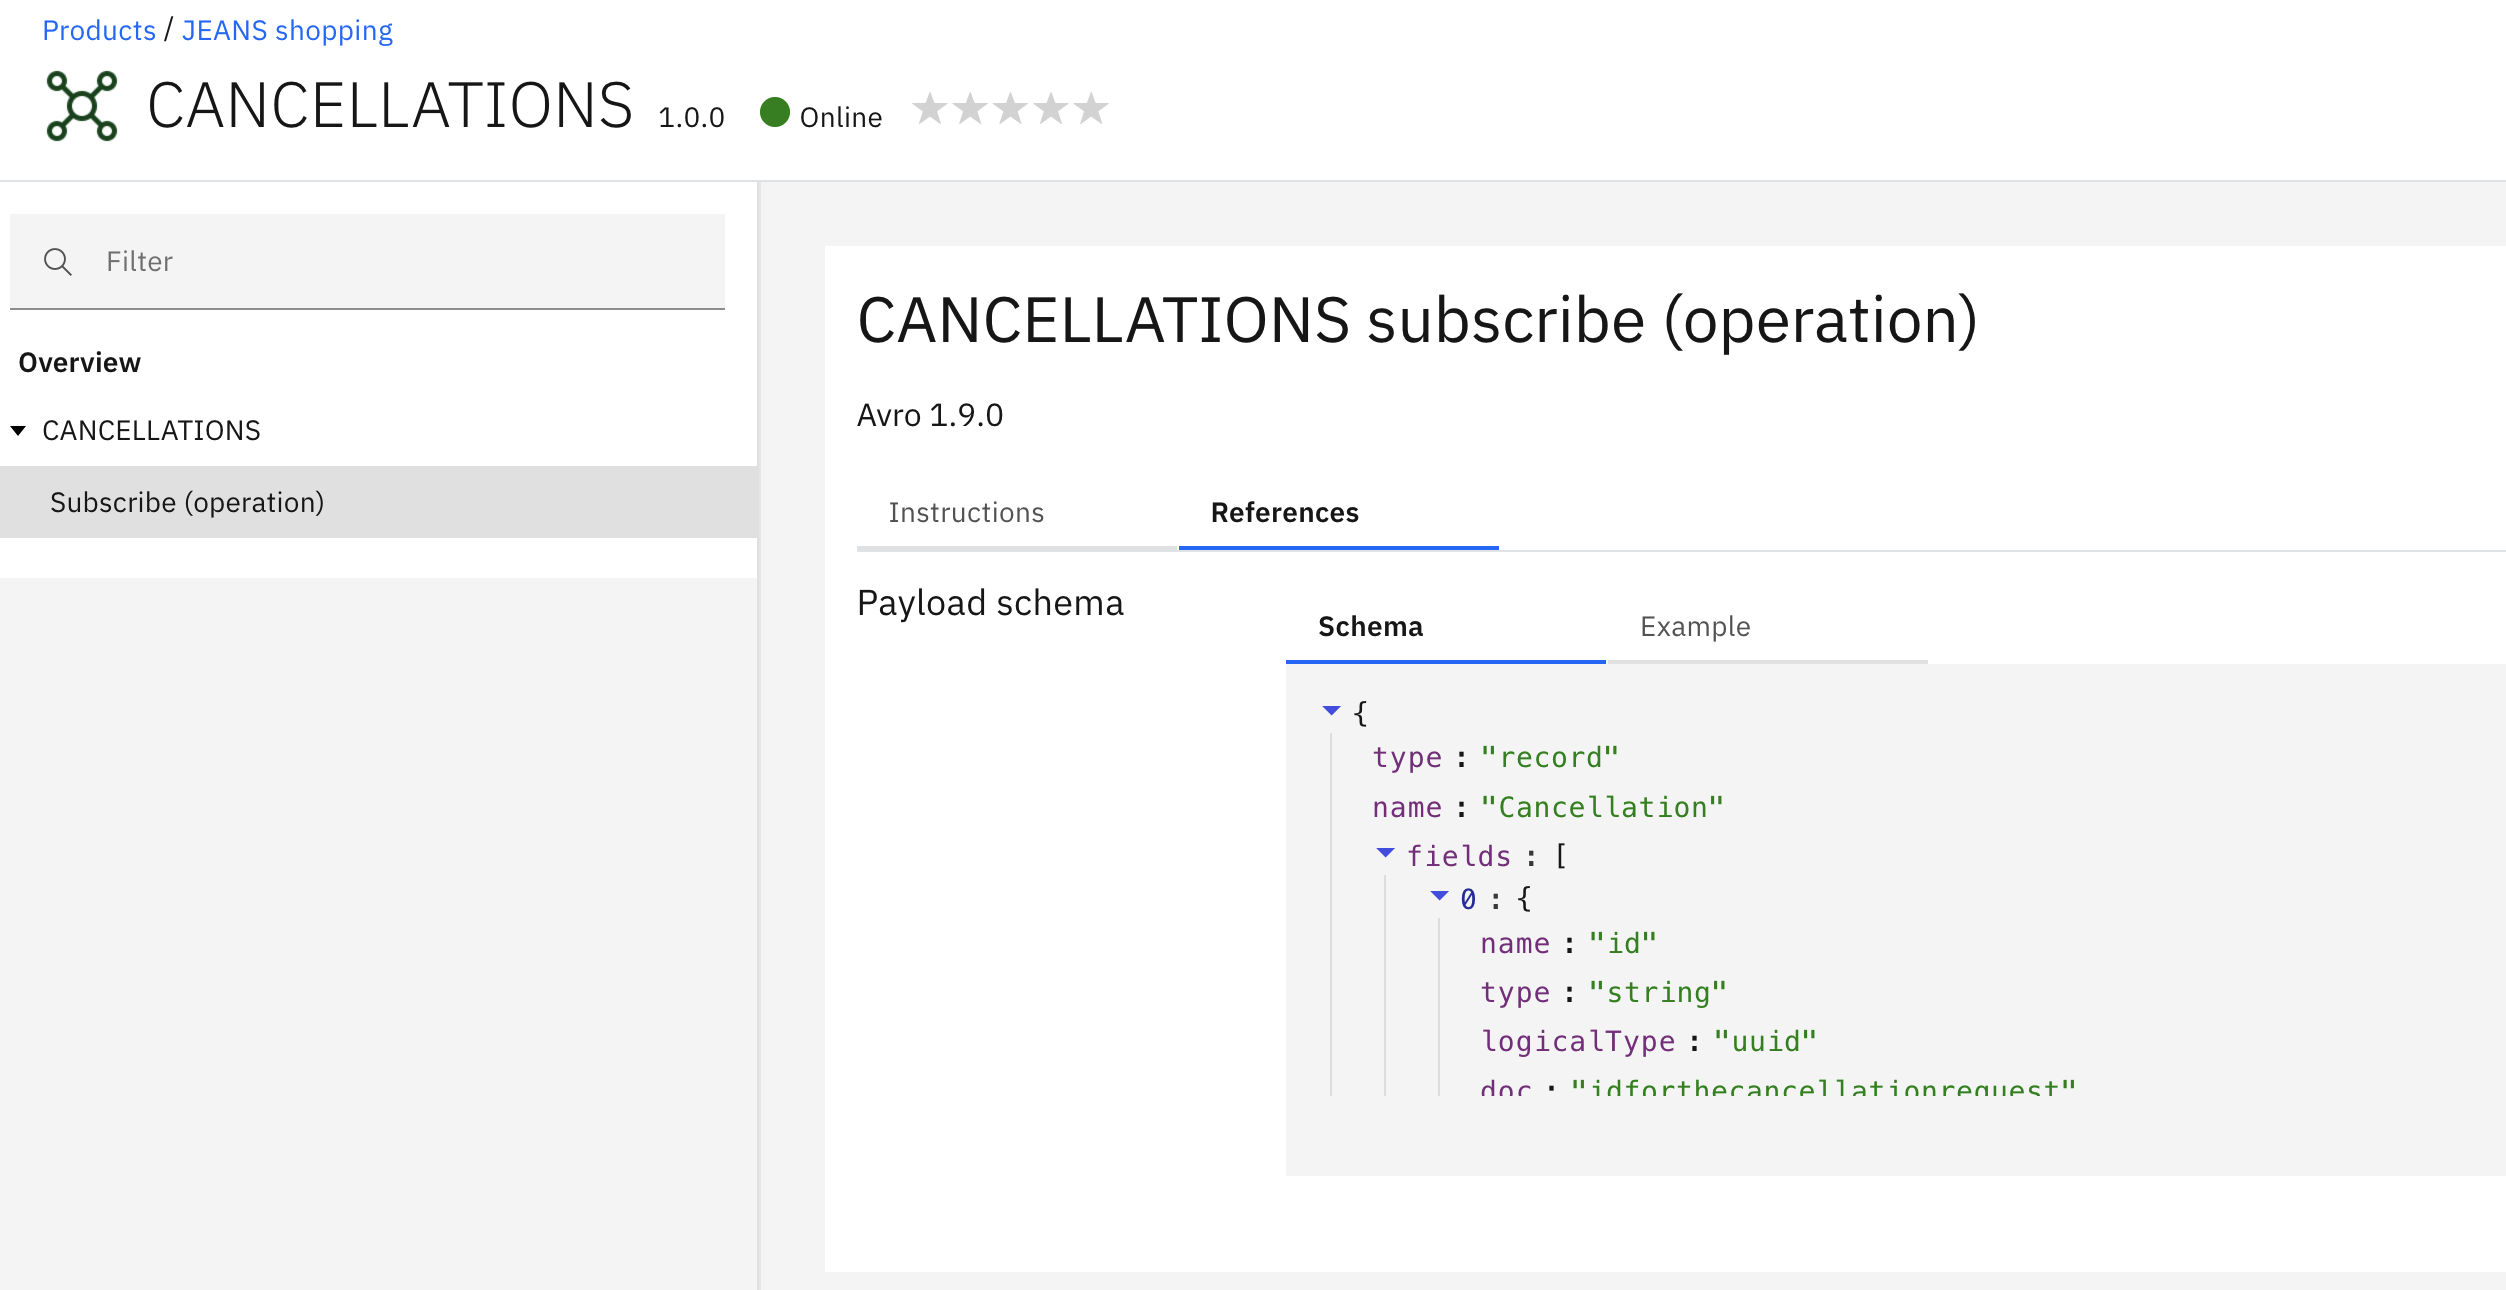 Products / JEANS shopping
CANCELLATIONS 1.0.0 Online
Filter
Overview
CANCELLATIONS
Subscribe (operation)
CANCELLATIONS subscribe (operation)
Avro 1.9.0
Instructions References
Payload schema
Schema Example
{
type : "record"
name : "Cancellation"
fields : [
0 : {
name : "id"
type : "string"
logicalType : "uuid"
doc : "idforthecancellationrequest"